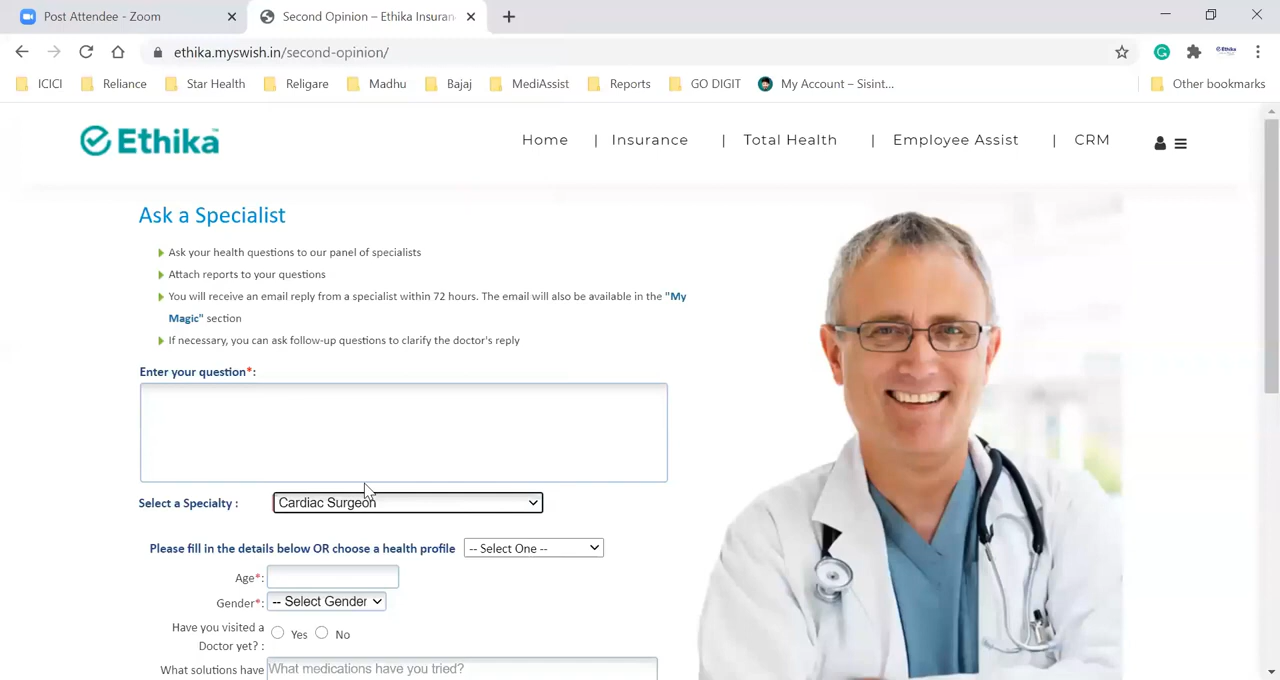 Post Attendee - Zoom
Second Opinion – Ethika Insuran
ethika.myswish.in/second-opinion/
ICICI
Reliance
Star Health
Religare
Madhu
Bajaj
MediAssist
Reports
GO DIGIT
My Account – Sisint...
Other bookmarks
Ethika™
Home | Insurance | Total Health | Employee Assist | CRM
Ask a Specialist
Ask your health questions to our panel of specialists
Attach reports to your questions
You will receive an email reply from a specialist within 72 hours. The email will also be available in the "My
Magic" section
If necessary, you can ask follow-up questions to clarify the doctor's reply
Enter your question*:
Select a Specialty :
Cardiac Surgeon
Please fill in the details below OR choose a health profile
-- Select One --
Age*:
Gender*:
-- Select Gender
Have you visited a
Doctor yet? :
Yes
No
What solutions have
What medications have you tried?